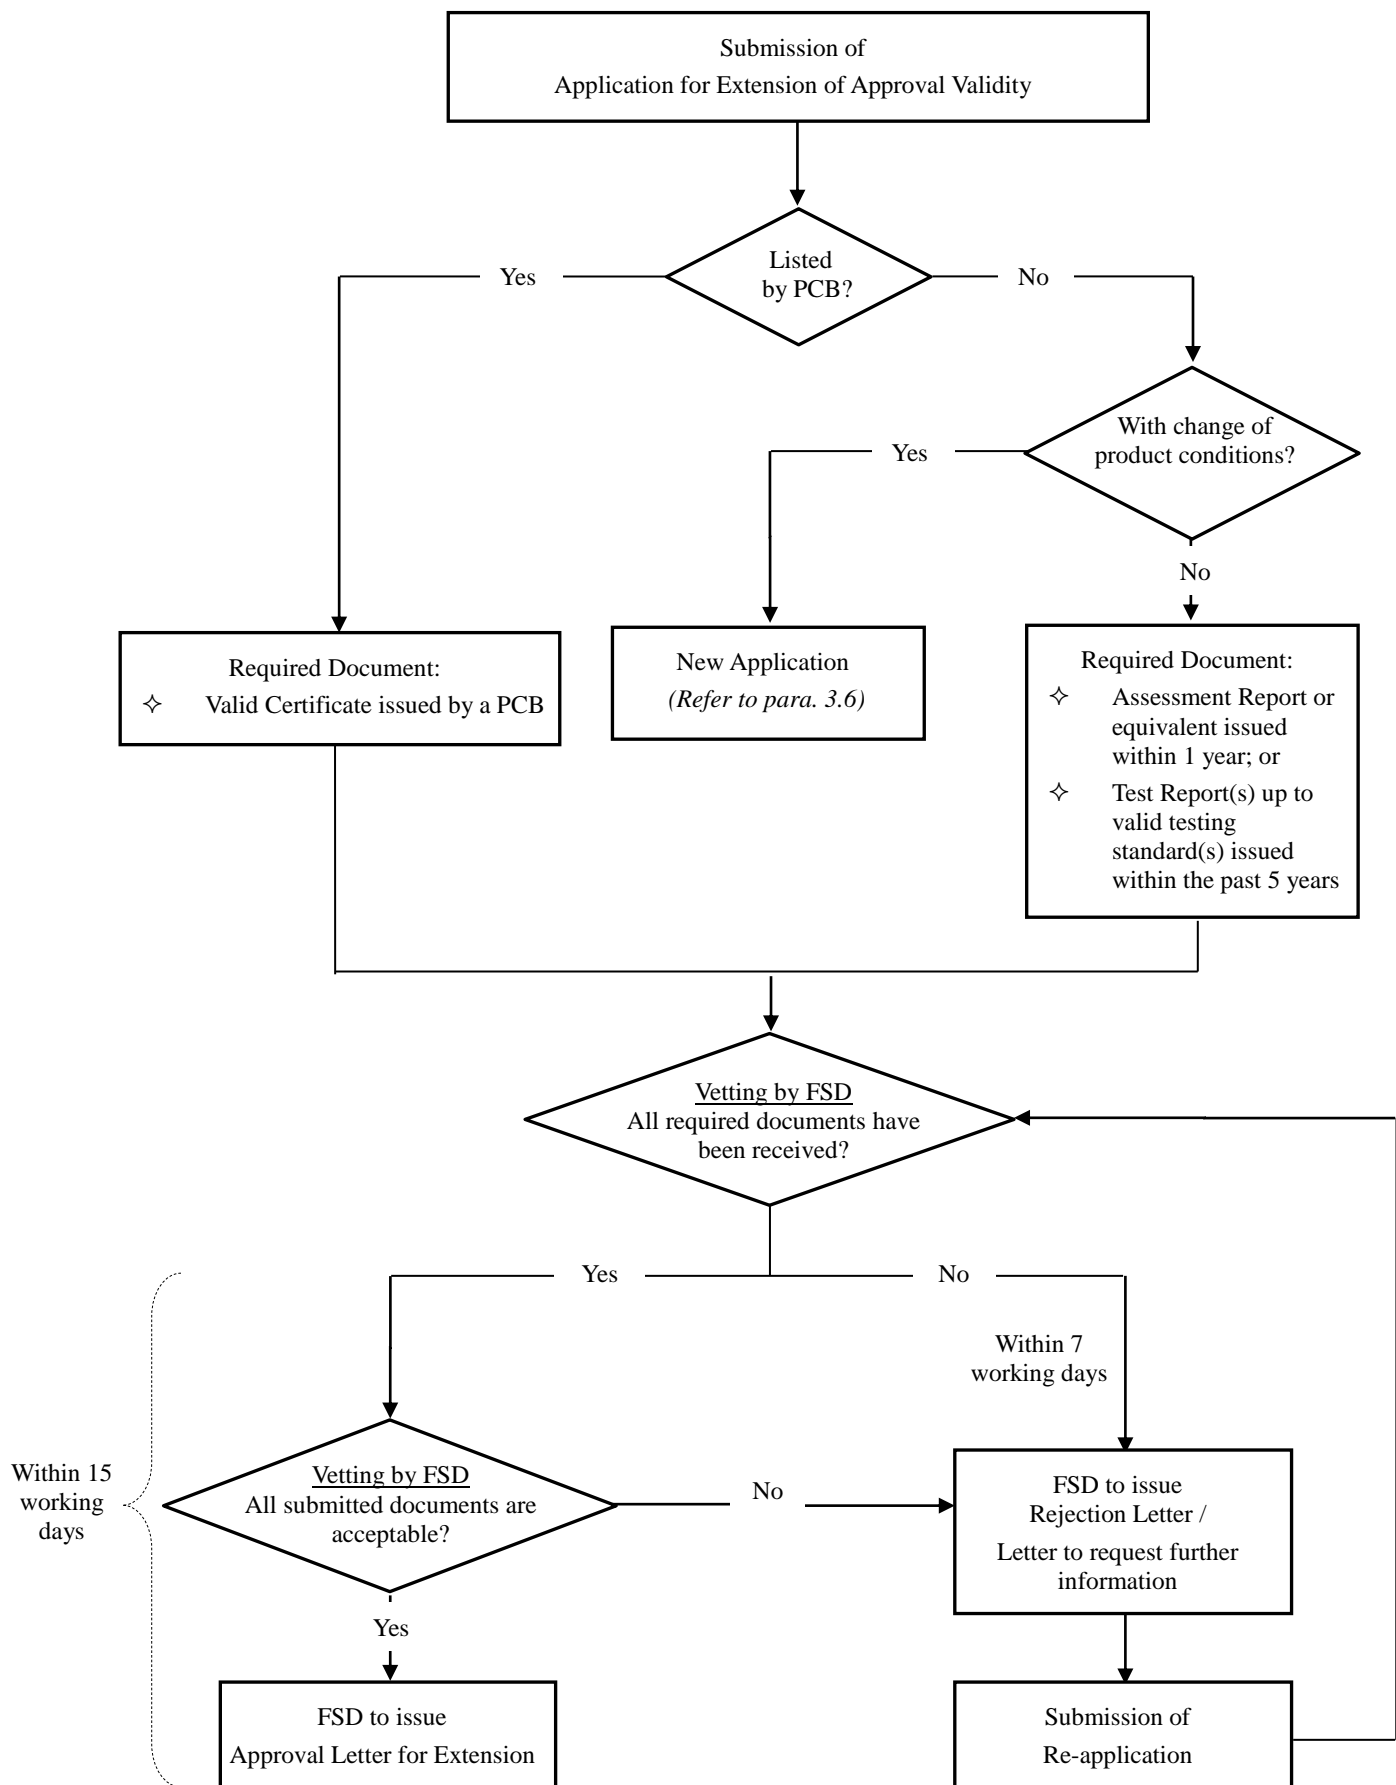 Submission of
Application for Extension of Approval Validity
Listed
by PCB?
Yes
No
With change of
product conditions?
Yes
No
Required Document:
✧ Valid Certificate issued by a PCB
New Application
(Refer to para. 3.6)
Required Document:
✧ Assessment Report or
equivalent issued
within 1 year; or
✧ Test Report(s) up to
valid testing
standard(s) issued
within the past 5 years
Vetting by FSD
All required documents have
been received?
Yes
No
Within 7
working days
Within 15
working
days
Vetting by FSD
All submitted documents are
acceptable?
No
FSD to issue
Rejection Letter /
Letter to request further
information
Yes
FSD to issue
Approval Letter for Extension
Submission of
Re-application